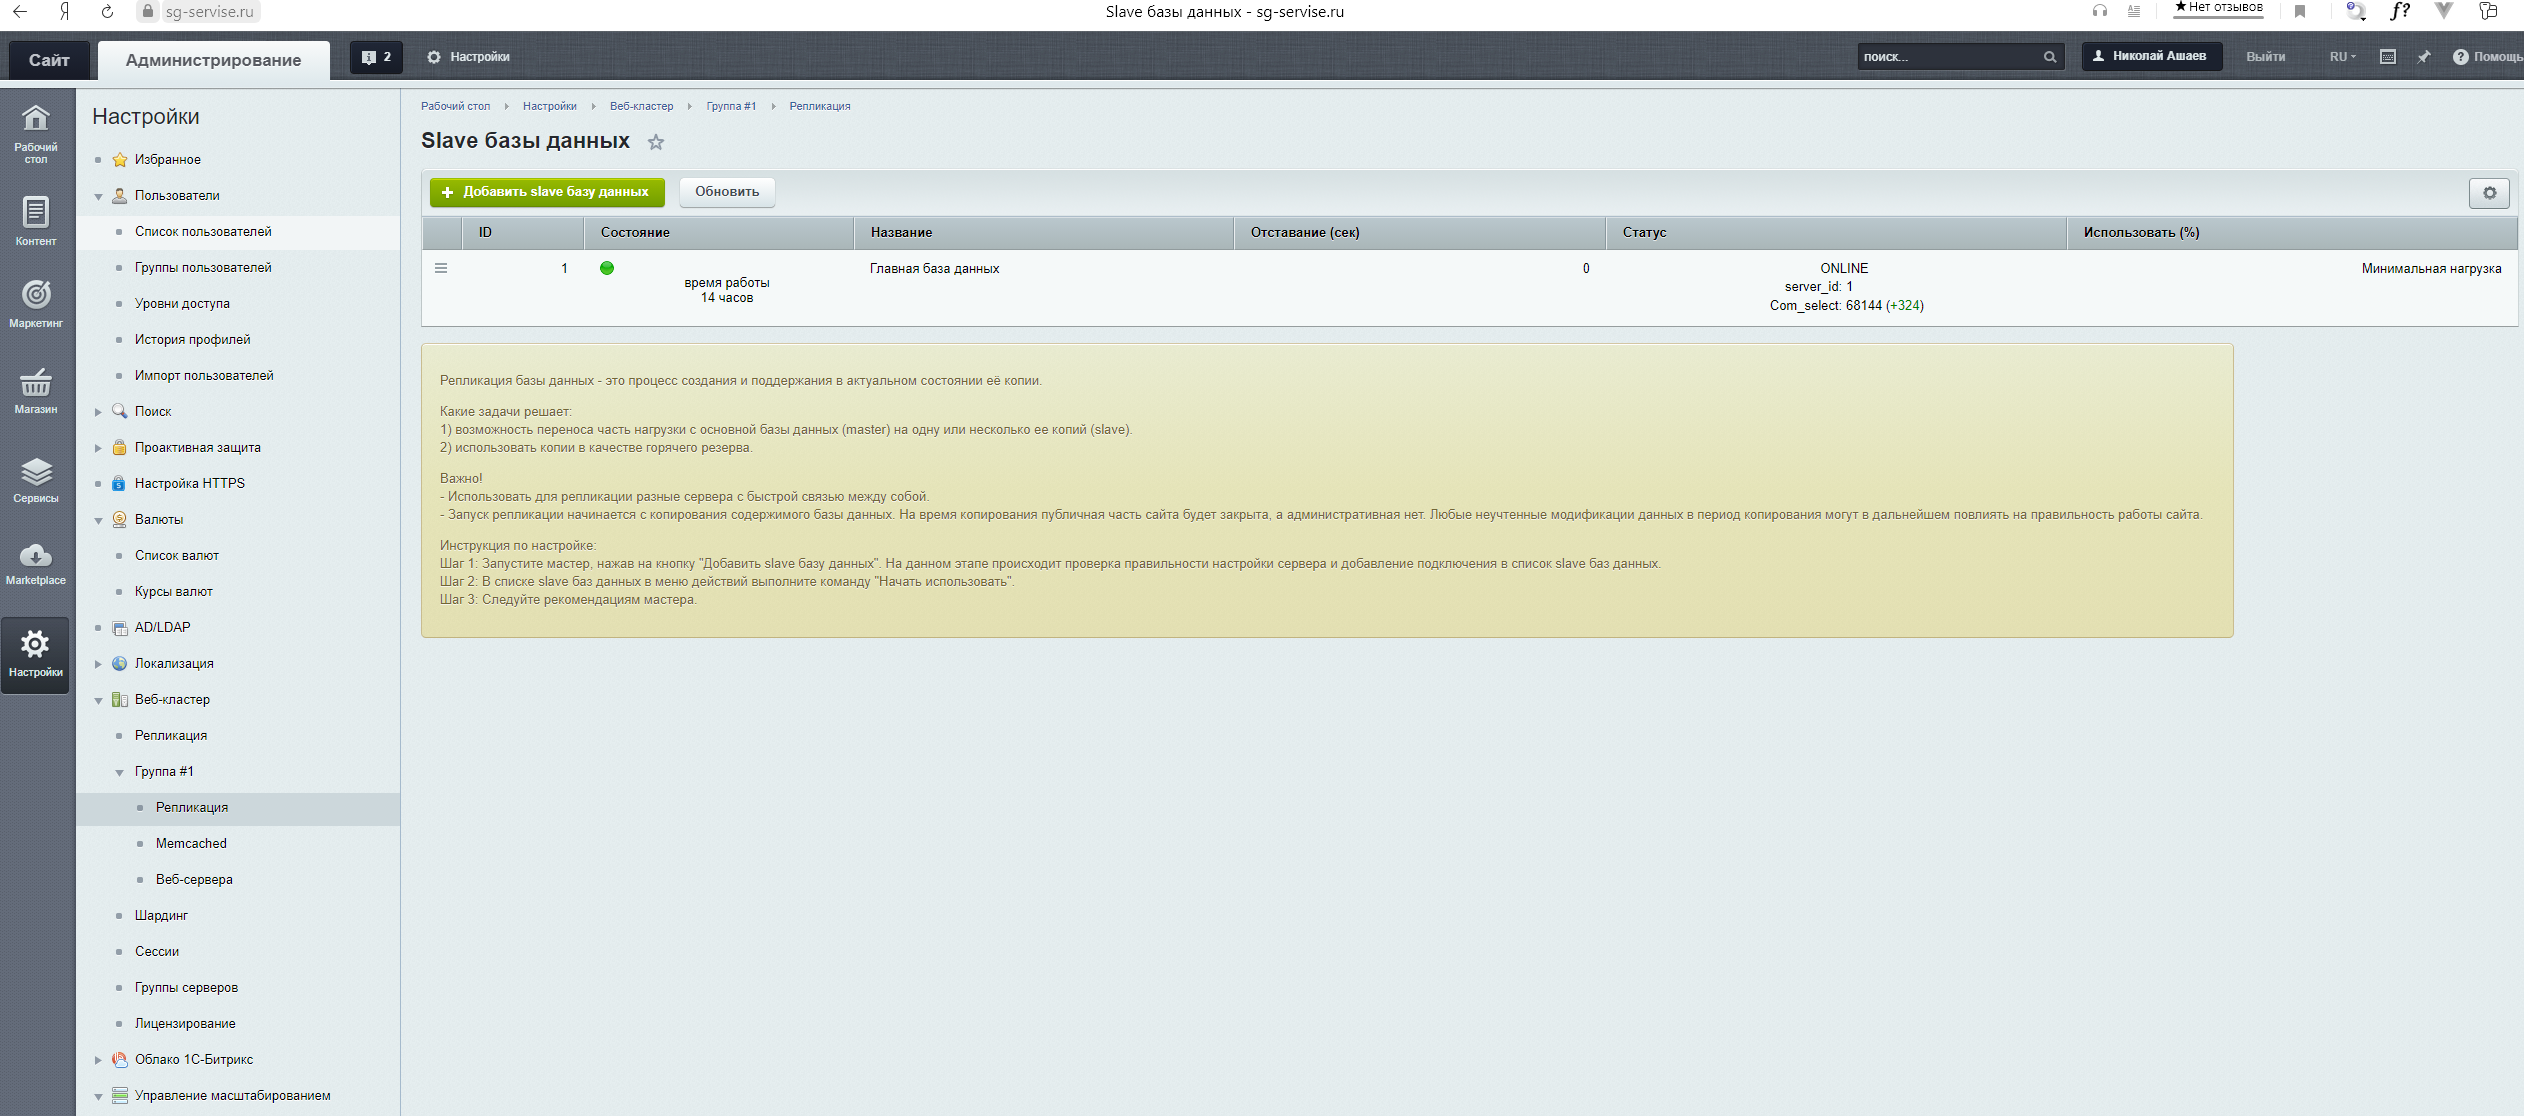 Я
sg-servise.ru
Slave базы данных - sg-servise.ru
★Нет отзывов
f?
Сайт
Администрирование
2
Настройки
поиск...
Николай Ашаев
Выйти
RU
Помощь
Рабочий стол
Контент
Маркетинг
Магазин
Сервисы
Marketplace
Настройки
Настройки
Избранное
Пользователи
Список пользователей
Группы пользователей
Уровни доступа
История профилей
Импорт пользователей
Поиск
Проактивная защита
Настройка HTTPS
Валюты
Список валют
Курсы валют
AD/LDAP
Локализация
Веб-кластер
Репликация
Группа #1
Репликация
Memcached
Веб-сервера
Шардинг
Сессии
Группы серверов
Лицензирование
Облако 1С-Битрикс
Управление масштабированием
Рабочий стол Настройки Веб-кластер Группа #1 Репликация
Slave базы данных
+ Добавить slave базу данных
Обновить
ID Состояние Название Отставание (сек) Статус Использовать (%)
1 Главная база данных 0 ONLINE Минимальная нагрузка
время работы
14 часов
server_id: 1
Com_select: 68144 (+324)
Репликация базы данных - это процесс создания и поддержания в актуальном состоянии её копии.
Какие задачи решает:
1) возможность переноса часть нагрузки с основной базы данных (master) на одну или несколько ее копий (slave).
2) использовать копии в качестве горячего резерва.
Важно!
- Использовать для репликации разные сервера с быстрой связью между собой.
- Запуск репликации начинается с копирования содержимого базы данных. На время копирования публичная часть сайта будет закрыта, а административная нет. Любые неучтенные модификации данных в период копирования могут в дальнейшем повлиять на правильность работы сайта.
Инструкция по настройке:
Шаг 1: Запустите мастер, нажав на кнопку "Добавить slave базу данных". На данном этапе происходит проверка правильности настройки сервера и добавление подключения в список slave баз данных.
Шаг 2: В списке slave баз данных в меню действий выполните команду "Начать использовать".
Шаг 3: Следуйте рекомендациям мастера.